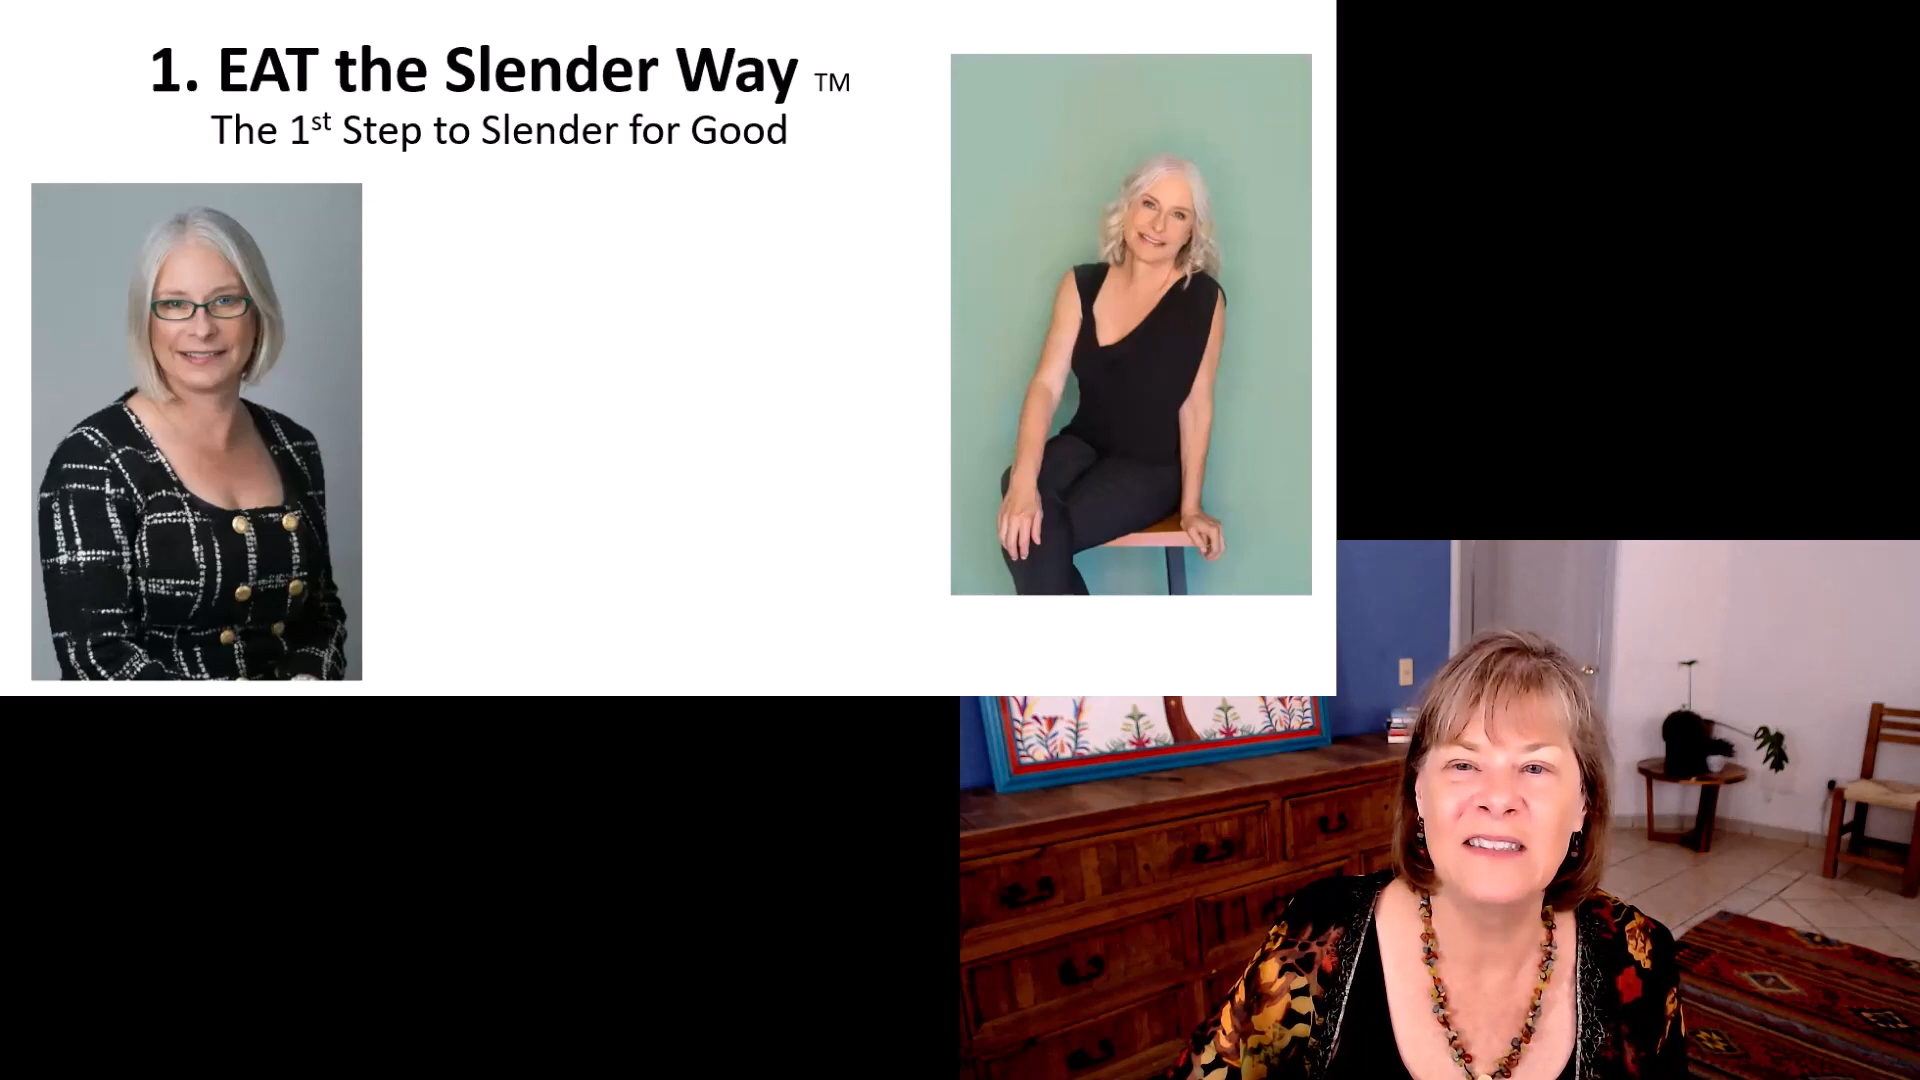 1. EAT the Slender Way TM
The 1st Step to Slender for Good